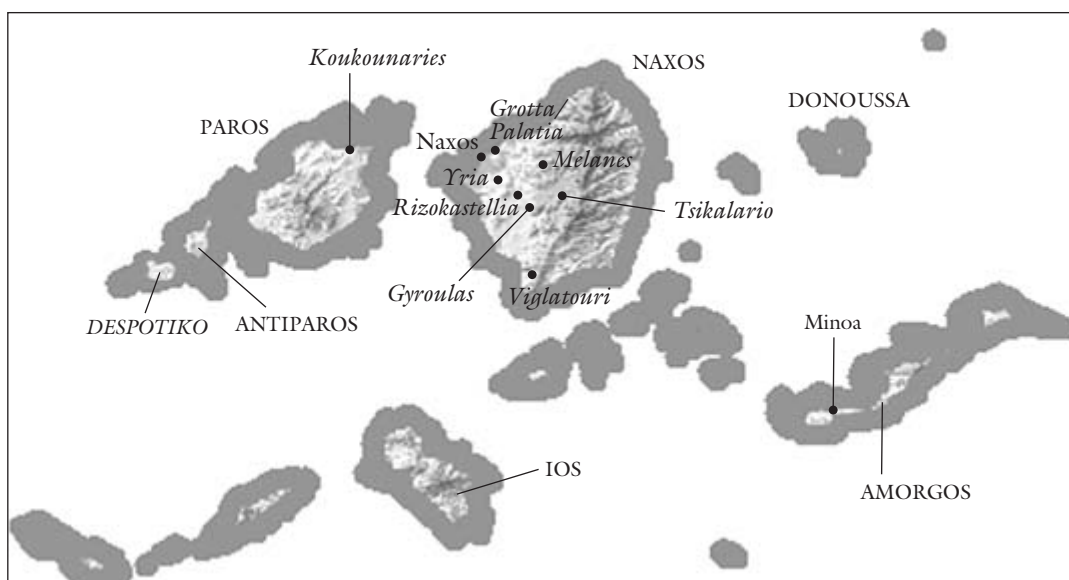 Koukounaries
NAXOS
PAROS
Grotta/
Palatia
DONOUSSA
Naxos
Melanes
Yria
Rizokastellia
Tsikalario
Gyroulas
Viglatouri
DESPOTIKO
ANTIPAROS
Minoa
IOS
AMORGOS